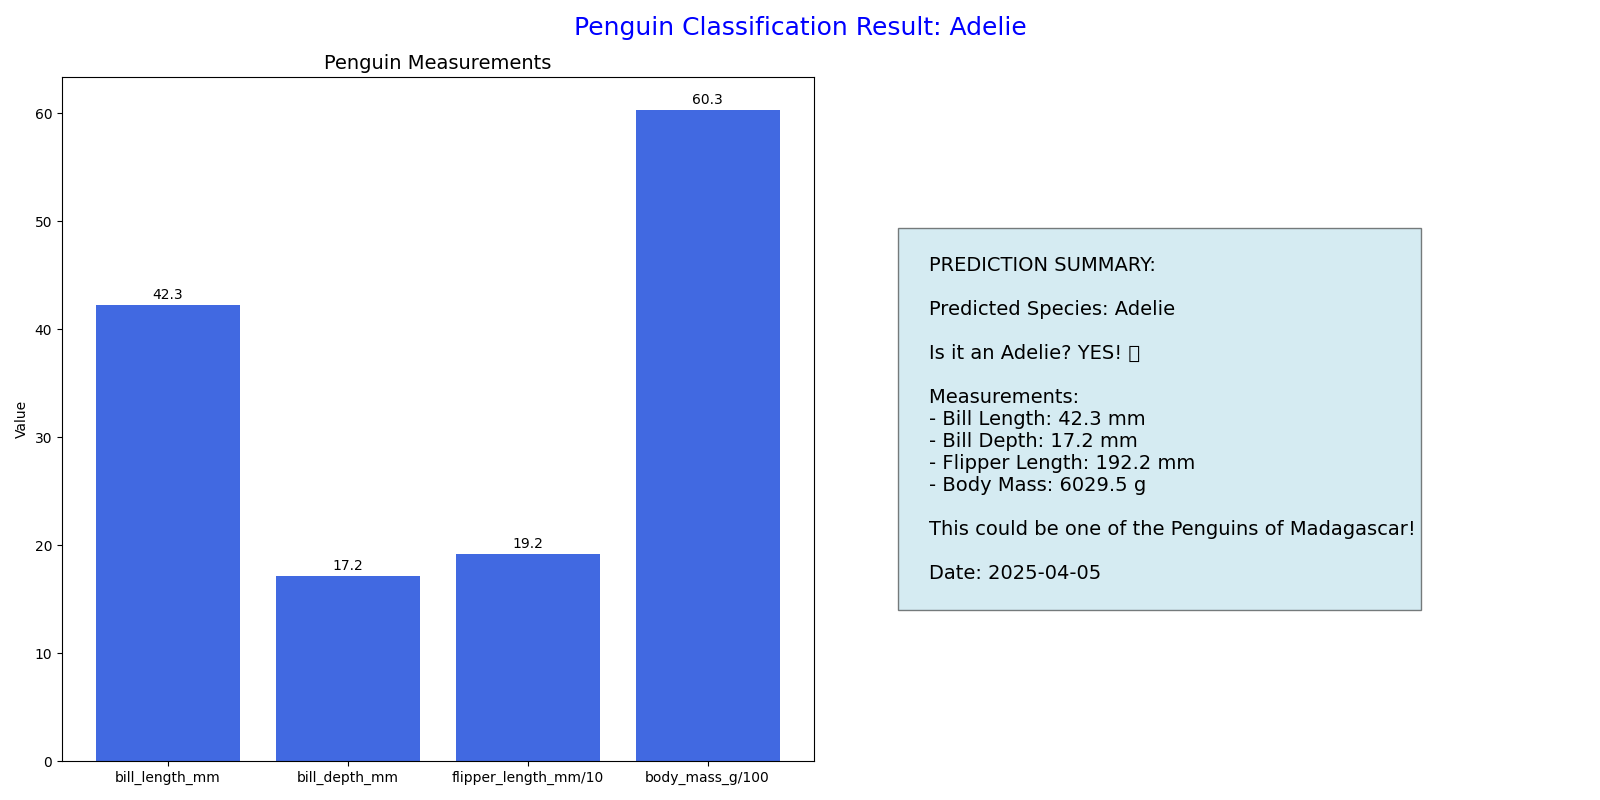 Penguin Classification Result: Adelie
Penguin Measurements
60.3
42.3
19.2
17.2
60
50
40
30
20
10
0
Value
bill_length_mm
bill_depth_mm
flipper_length_mm/10
body_mass_g/100
PREDICTION SUMMARY:
Predicted Species: Adelie
Is it an Adelie? YES! 
Measurements:
- Bill Length: 42.3 mm
- Bill Depth: 17.2 mm
- Flipper Length: 192.2 mm
- Body Mass: 6029.5 g
This could be one of the Penguins of Madagascar!
Date: 2025-04-05